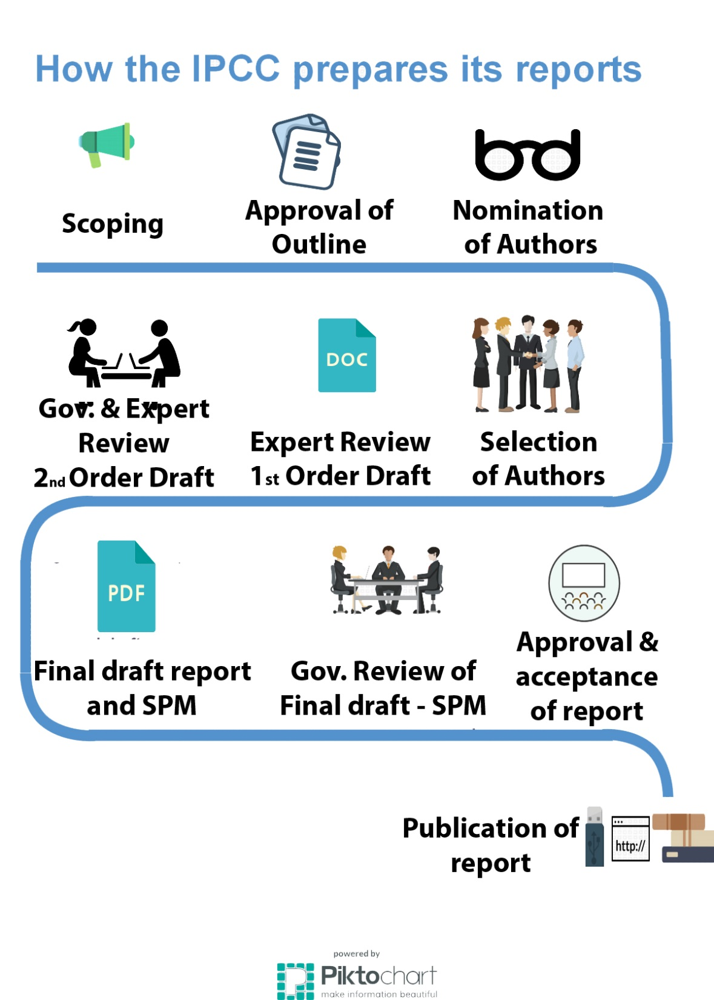 How the IPCC prepares its reports
Scoping
Approval of
Outline
Nomination
of Authors
Gov. & Expert
Review
2nd Order Draft
DOC
Expert Review
1st Order Draft
Selection
of Authors
PDF
Final draft report
and SPM
Gov. Review of
Final draft - SPM
Approval &
acceptance
of report
Publication of
report
http://
powered by
Piktochart
make information beautiful